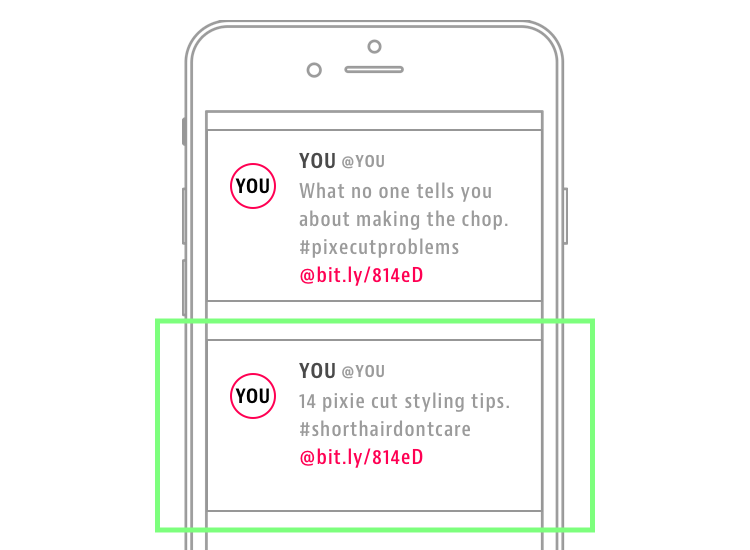 YOU @YOU
YOU
What no one tells you
about making the chop.
#pixecutproblems
@bit.ly/814eD
YOU @YOU
YOU
14 pixie cut styling tips.
#shorthairdontcare
@bit.ly/814eD